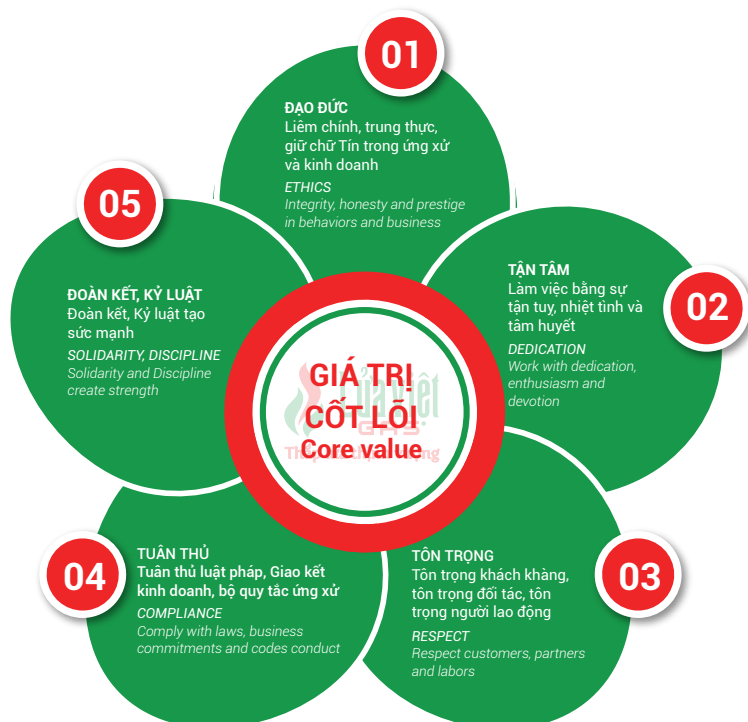 01
ĐẠO ĐỨC
Liêm chính, trung thực,
giữ chữ Tín trong ứng xử
và kinh doanh
ETHICS
Integrity, honesty and prestige
in behaviors and business
02
TẬN TÂM
Làm việc bằng sự
tận tuỵ, nhiệt tình và
tâm huyết
DEDICATION
Work with dedication,
enthusiasm and
devotion
03
TÔN TRỌNG
Tôn trọng khách khàng,
tôn trọng đối tác, tôn
trọng người lao động
RESPECT
Respect customers, partners
and labors
04
TUÂN THỦ
Tuân thủ luật pháp, Giao kết
kinh doanh, bộ quy tắc ứng xử
COMPLIANCE
Comply with laws, business
commitments and codes conduct
05
ĐOÀN KẾT, KỶ LUẬT
Đoàn kết, Kỷ luật tạo
sức mạnh
SOLIDARITY, DISCIPLINE
Solidarity and Discipline
create strength
GIÁ TRỊ
CỐT LÕI
Core value
Lửa Việt
GAS